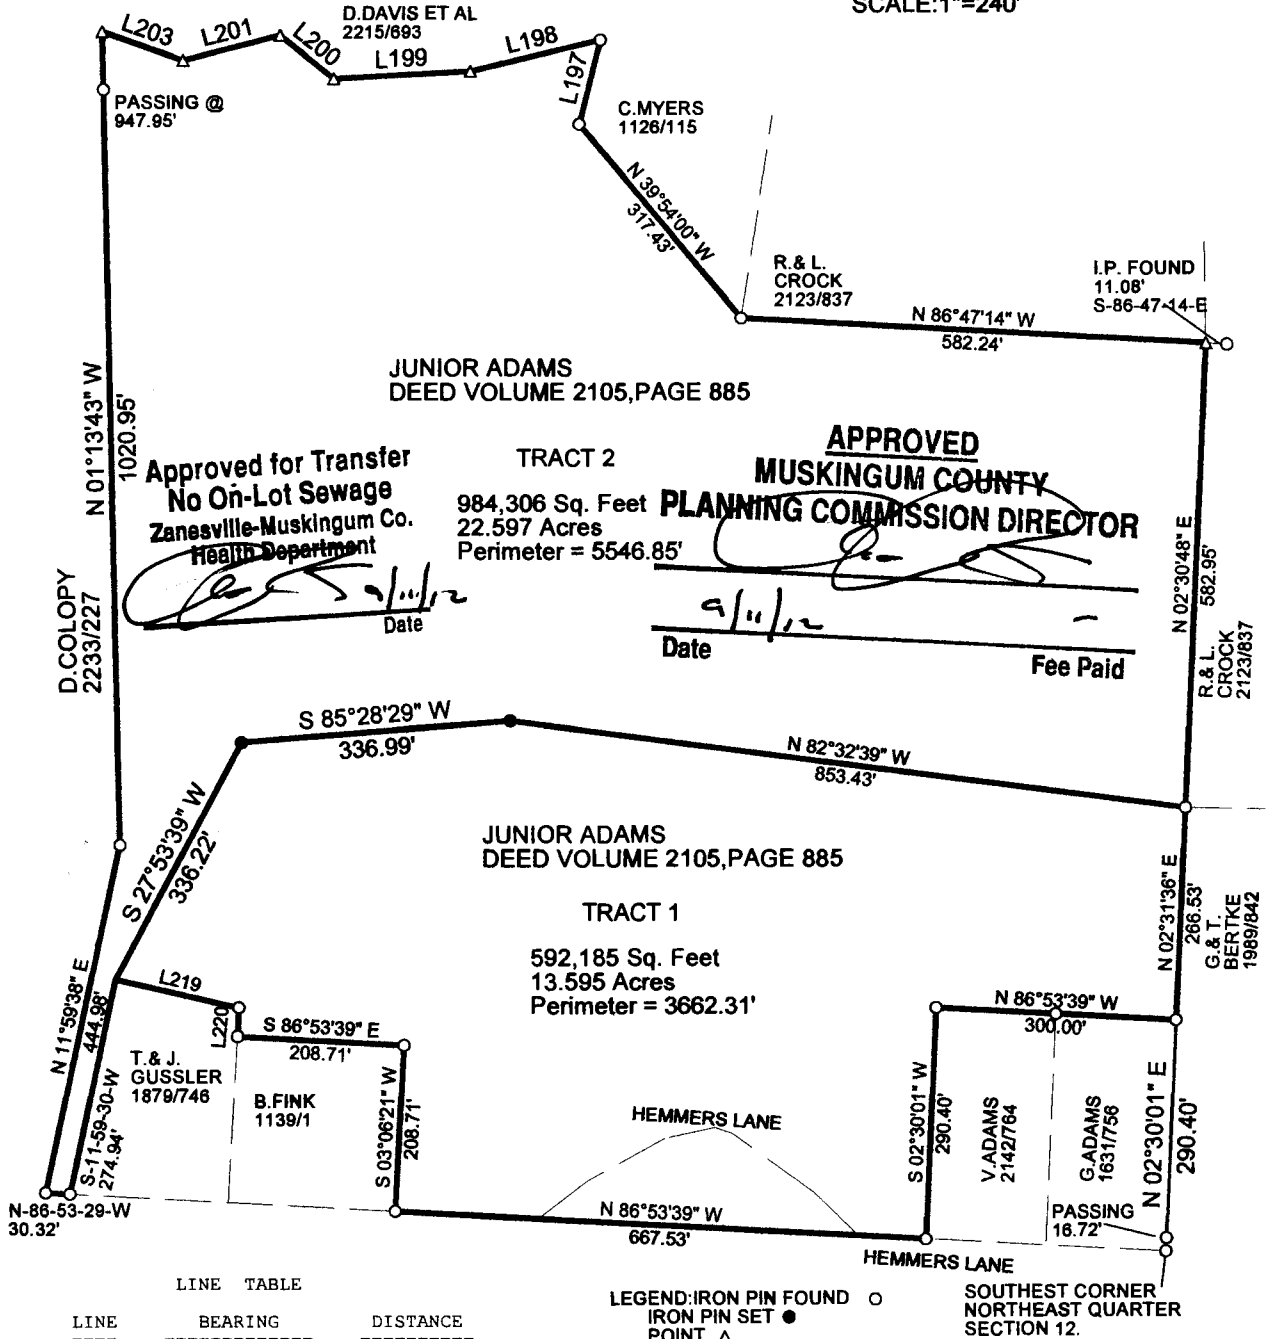 SCALE:1"=240'
D.DAVIS ET AL
2215/693
L203
L201
L200
L199
L198
L197
PASSING @
947.95'
C.MYERS
1126/115
N 39°54'00" W
317.43'
R.& L.
CROCK
2123/837
I.P. FOUND
11.08'
S-86-47-14-E
N 86°47'14" W
582.24'
JUNIOR ADAMS
DEED VOLUME 2105,PAGE 885
N 01°13'43" W
1020.95'
TRACT 2
984,306 Sq. Feet
22.597 Acres
Perimeter = 5546.85'
Approved for Transfer
No On-Lot Sewage
Zanesville-Muskingum Co.
Health Department
9/11/12
Date
APPROVED
MUSKINGUM COUNTY
PLANNING COMMISSION DIRECTOR
9/11/12
Date
Fee Paid
N 02°30'48" E
582.95'
R.& L.
CROCK
2123/837
D.COLOPY
2233/227
S 85°28'29" W
336.99'
N 82°32'39" W
853.43'
S 27°53'39" W
336.22'
JUNIOR ADAMS
DEED VOLUME 2105,PAGE 885
TRACT 1
592,185 Sq. Feet
13.595 Acres
Perimeter = 3662.31'
N 02°31'36" E
266.53'
G.& T.
BERTKE
1989/842
N 11°59'38" E
444.98'
L219
L220
S 86°53'39" E
208.71'
T.& J.
GUSSLER
1879/746
B.FINK
1139/1
S-11-59-30-W
274.94'
S 03°06'21" W
208.71'
HEMMERS LANE
N 86°53'39" W
300.00'
S 02°30'01" W
290.40'
V.ADAMS
2142/764
G.ADAMS
1631/756
N 02°30'01" E
290.40'
PASSING
16.72'
N-86-53-29-W
30.32'
N 86°53'39" W
667.53'
HEMMERS LANE
LINE TABLE
LINE BEARING DISTANCE
LEGEND:IRON PIN FOUND
IRON PIN SET
POINT
SOUTHEST CORNER
NORTHEAST QUARTER
SECTION 12.